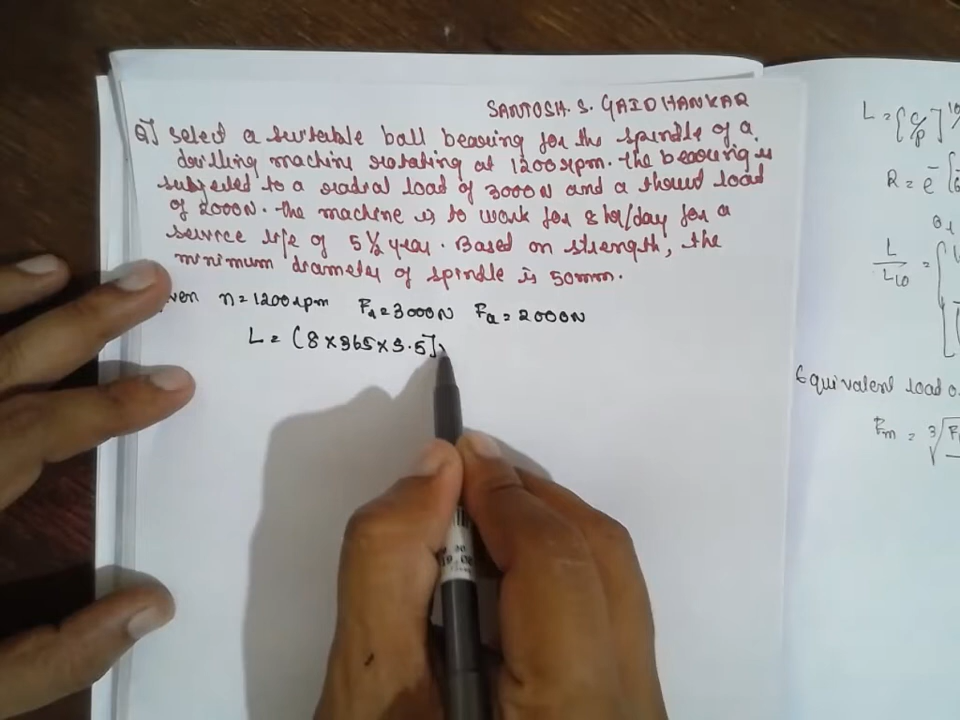 SANTOSH. S. GAIDHANKAR
Q] select a suitable ball bearing for the spindle of a
drilling machine rotating at 1200 rpm. the bearing is
subjected to a radial load of 3000N and a thrust load
of 2000N. the machine is to work for 8 hr/day for a
service life of 5½ year. Based on strength, the
minimum diameter of spindle is 50mm.
n = 1200 rpm Fr = 3000N Fa = 2000N
L = (8 × 365 × 5.5]
L = [C/P]
R = e
L/L10 =
Equivalent load
Fm = 3√